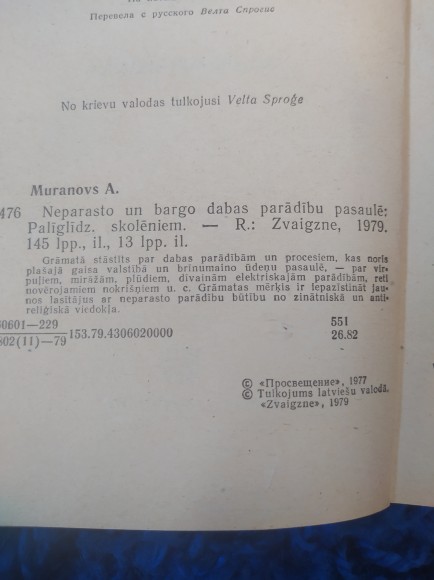 Перевела с русского Велта Спроге
No krievu valodas tulkojusi Velta Sproģe
Muranovs A.
476 Neparasto un bargo dabas parādību pasaulē:
Palīglīdz. skolēniem. — R.: Zvaigzne, 1979.
145 lpp., il., 13 lpp. il.
Grāmatā stāstīts par dabas parādībām un procesiem, kas noris
plašajā gaisa valstībā un brīnumaino ūdeņu pasaulē, — par vir-
puļiem, mirāžām, plūdiem, dīvainām elektriskajām parādībām, reti
novērojamiem nokrišņiem u. c. Grāmatas mērķis ir iepazīstināt jau-
nos lasītājus ar neparasto parādību būtību no zinātniskā un anti-
reliģiskā viedokļa.
60601—229
802(11)—79 153.79.4306020000
551
26.82
© «Просвещение», 1977
© Tulkojums latviešu valodā.
«Zvaigzne», 1979